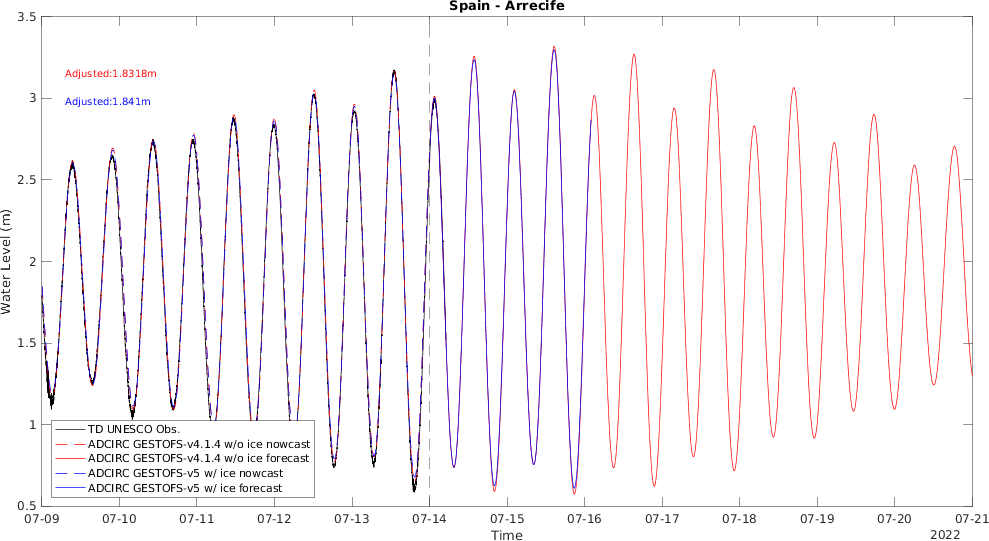 Spain - Arrecife
3.5
3
2.5
2
1.5
1
0.5
Water Level (m)
Adjusted:1.8318m
Adjusted:1.841m
TD UNESCO Obs.
ADCIRC GESTOFS-v4.1.4 w/o ice nowcast
ADCIRC GESTOFS-v4.1.4 w/o ice forecast
ADCIRC GESTOFS-v5 w/ ice nowcast
ADCIRC GESTOFS-v5 w/ ice forecast
07-09 07-10 07-11 07-12 07-13 07-14 07-15 07-16 07-17 07-18 07-19 07-20 07-21
Time
2022